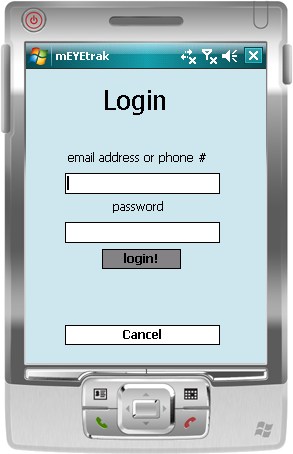 mEYEtrak
Login
email address or phone #
password
login!
Cancel